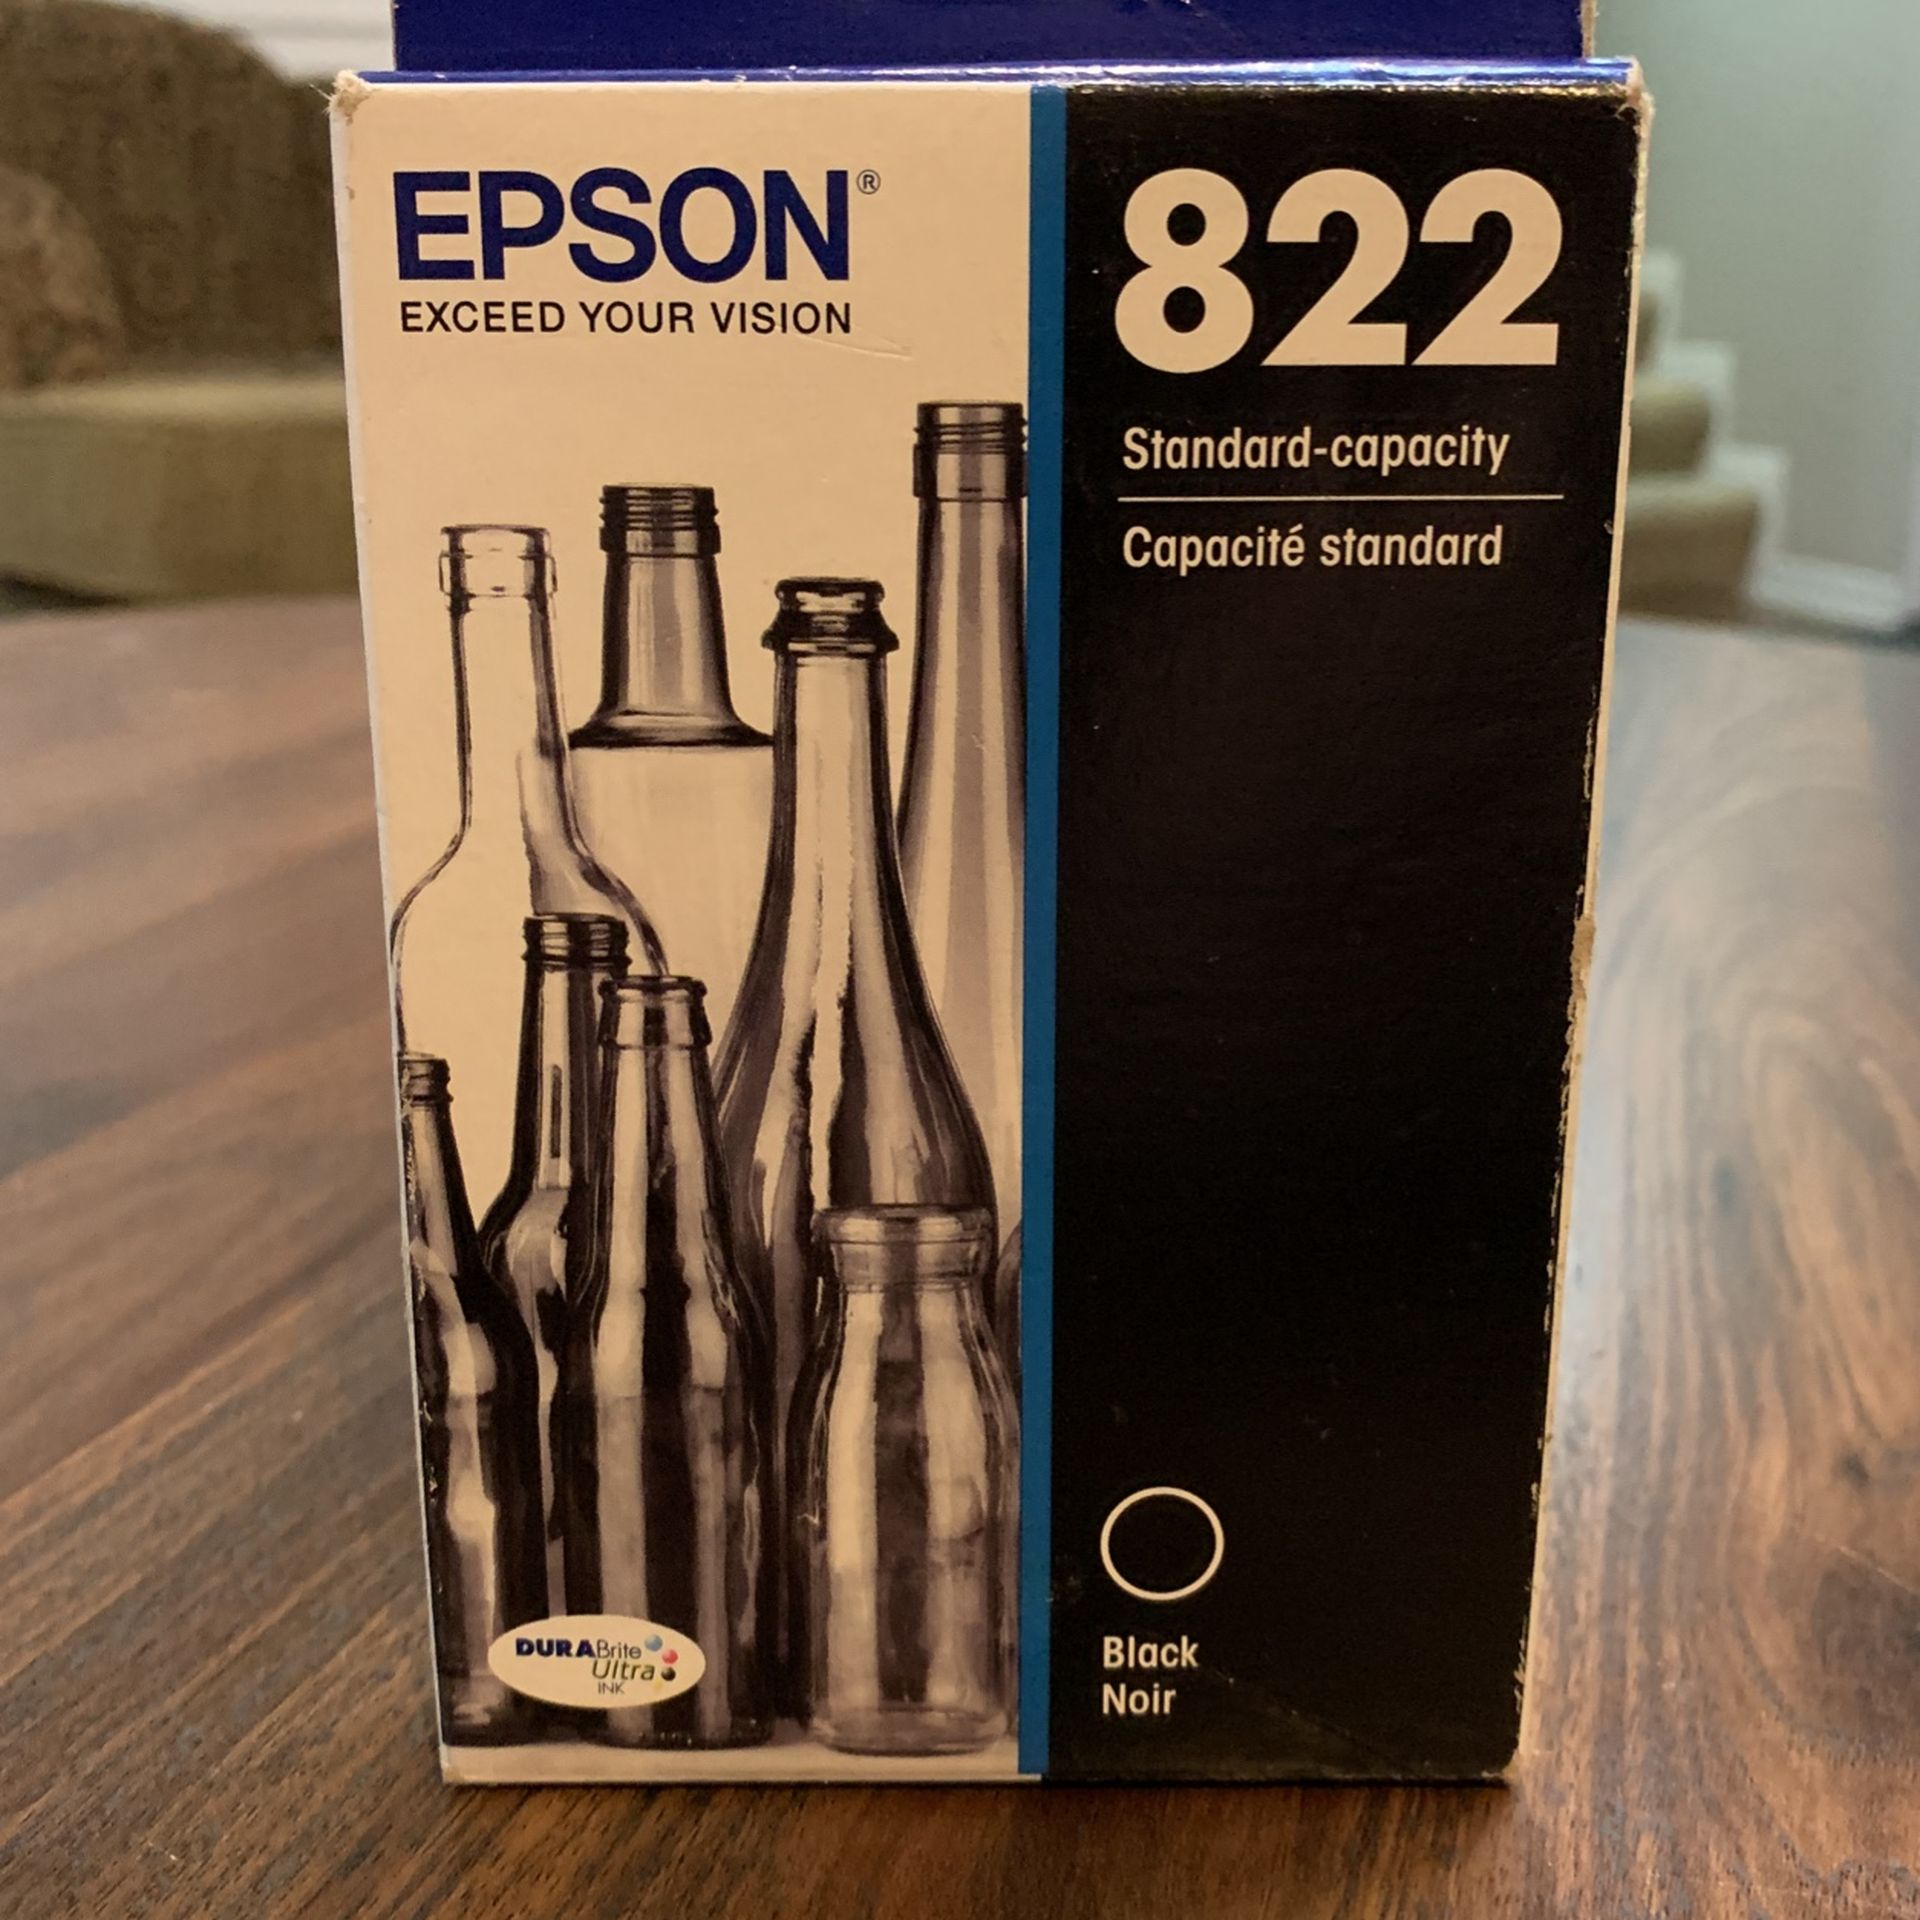 EPSON®
EXCEED YOUR VISION
822
Standard-capacity
Capacité standard
DURABrite
Ultra
INK
Black
Noir